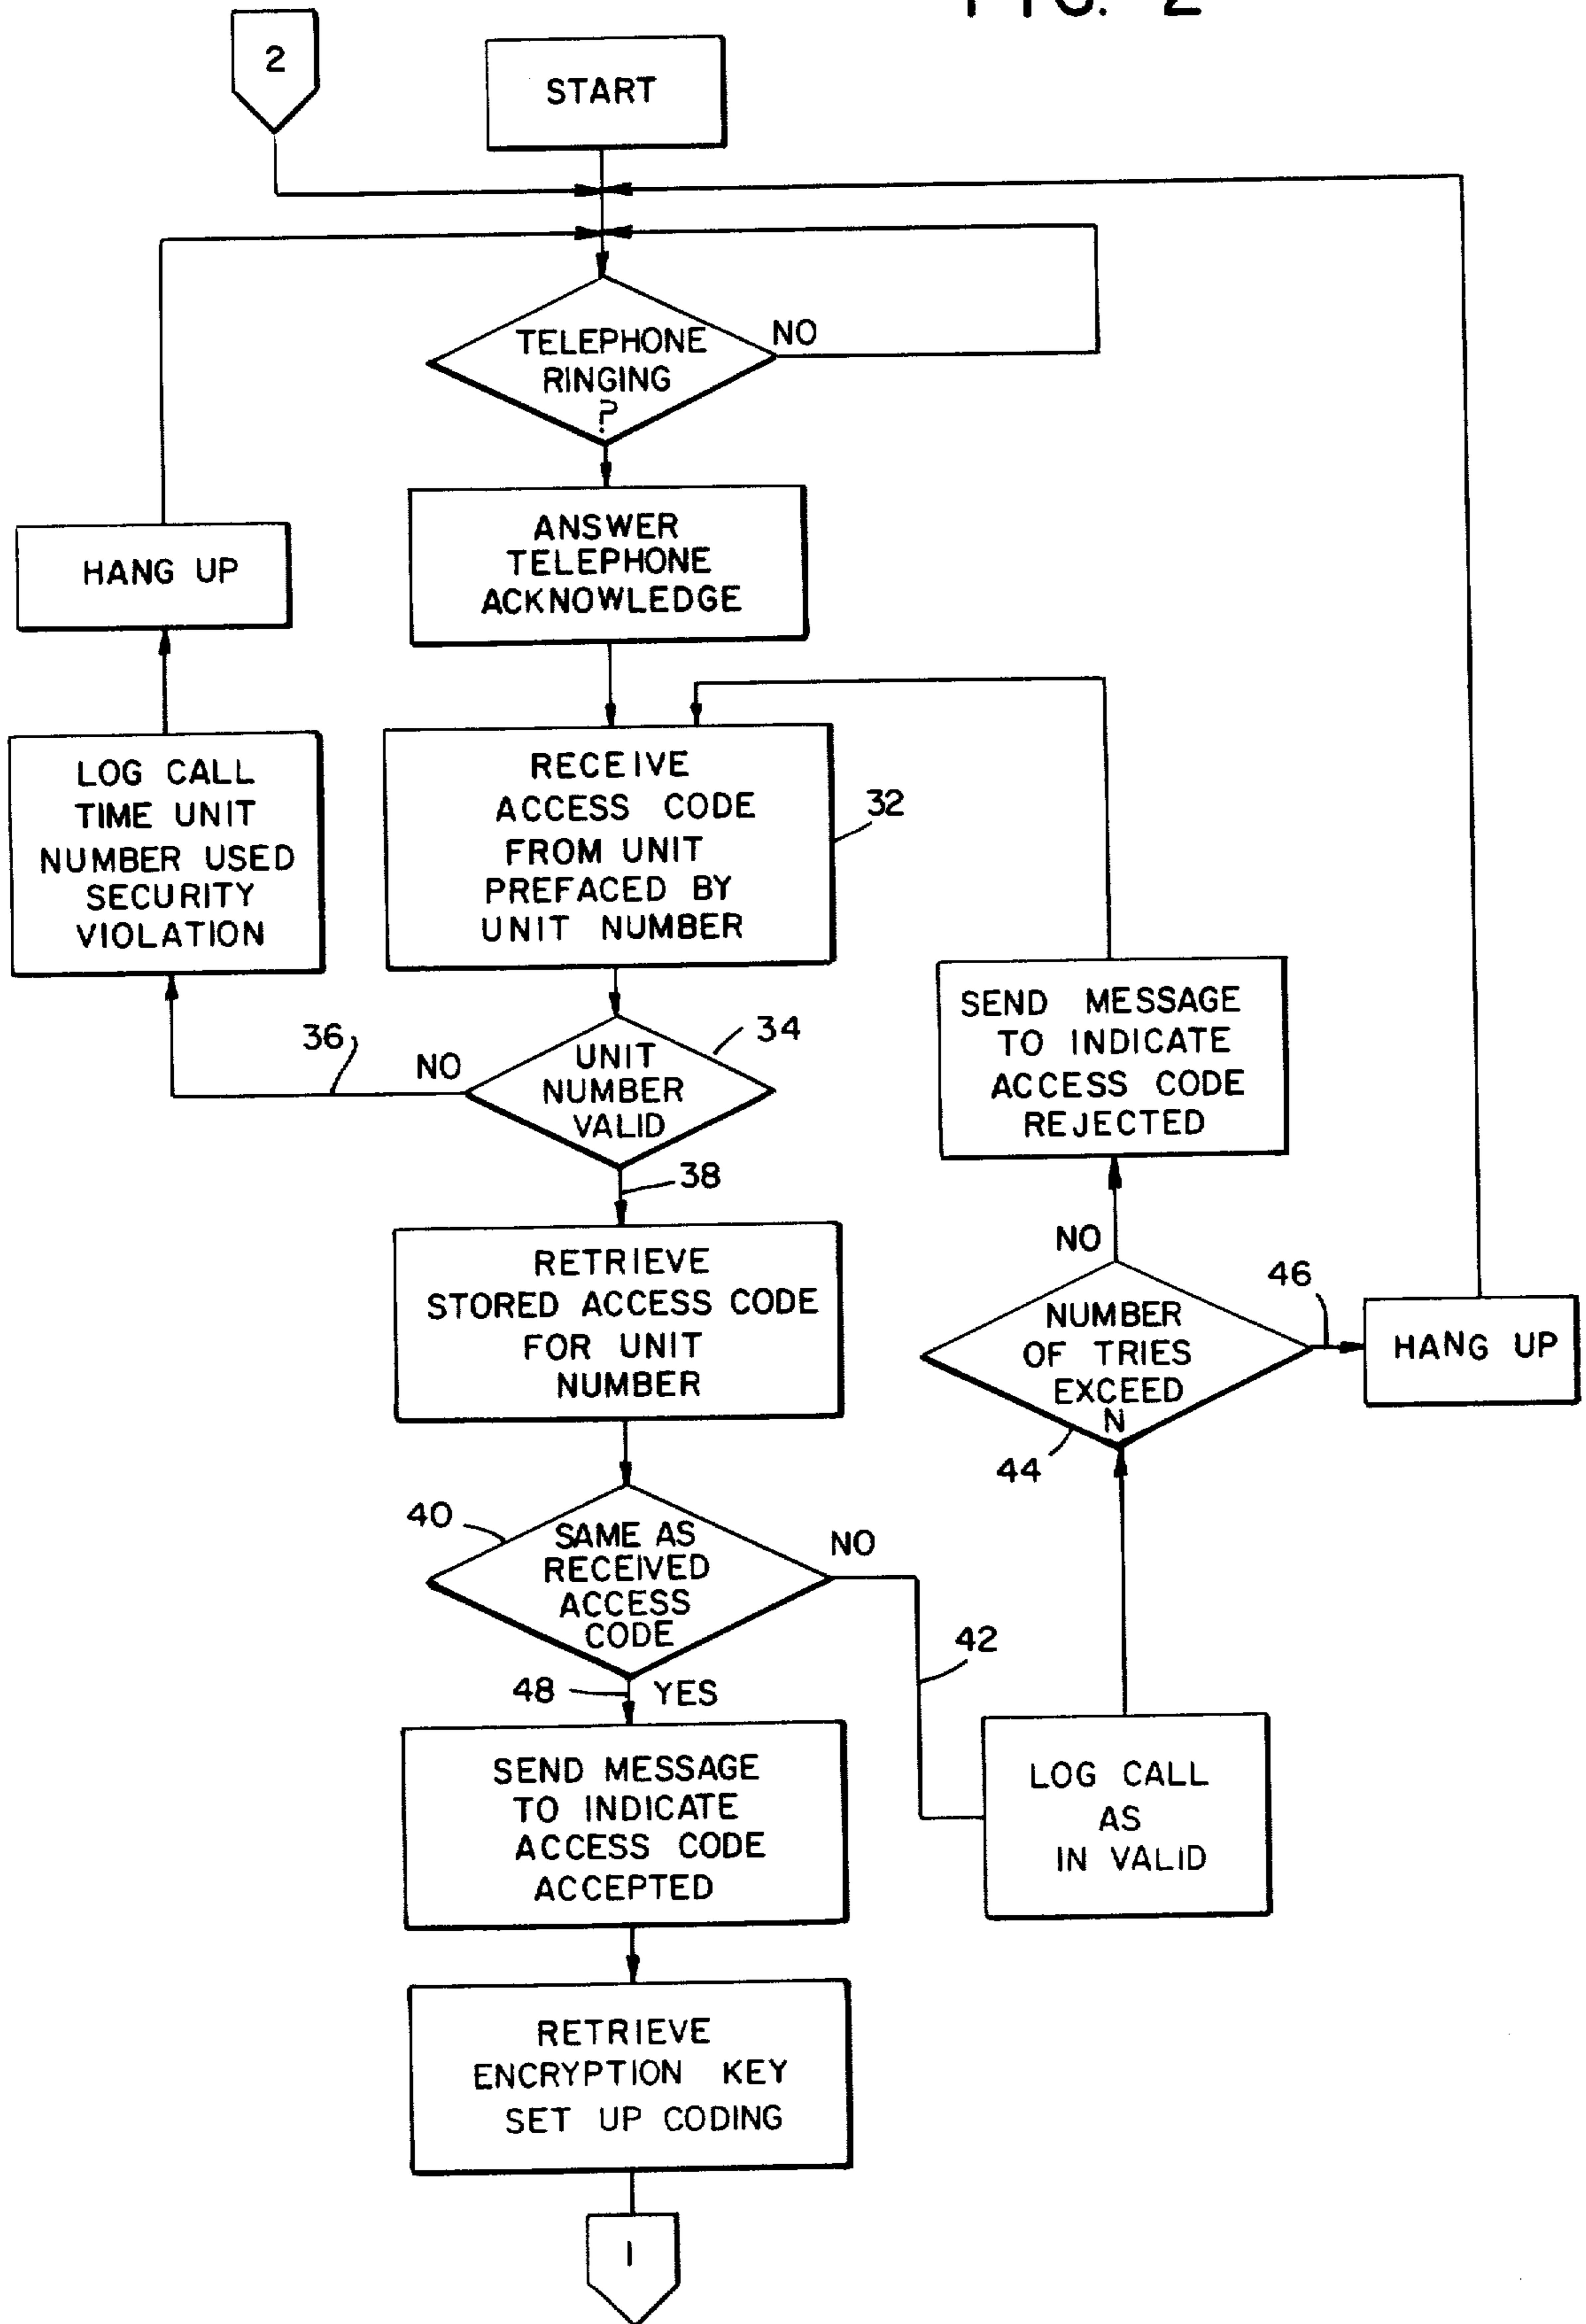 FIG. 2
2
START
TELEPHONE
RINGING
?
NO
ANSWER
TELEPHONE
ACKNOWLEDGE
HANG UP
LOG CALL
TIME UNIT
NUMBER USED
SECURITY
VIOLATION
RECEIVE
ACCESS CODE
FROM UNIT
PREFACED BY
UNIT NUMBER
32
36
NO
UNIT
NUMBER
VALID
34
38
SEND MESSAGE
TO INDICATE
ACCESS CODE
REJECTED
RETRIEVE
STORED ACCESS CODE
FOR UNIT
NUMBER
NO
NUMBER
OF TRIES
EXCEED
N
44
46
HANG UP
40
SAME AS
RECEIVED
ACCESS
CODE
NO
42
48
YES
SEND MESSAGE
TO INDICATE
ACCESS CODE
ACCEPTED
LOG CALL
AS
IN VALID
RETRIEVE
ENCRYPTION KEY
SET UP CODING
1